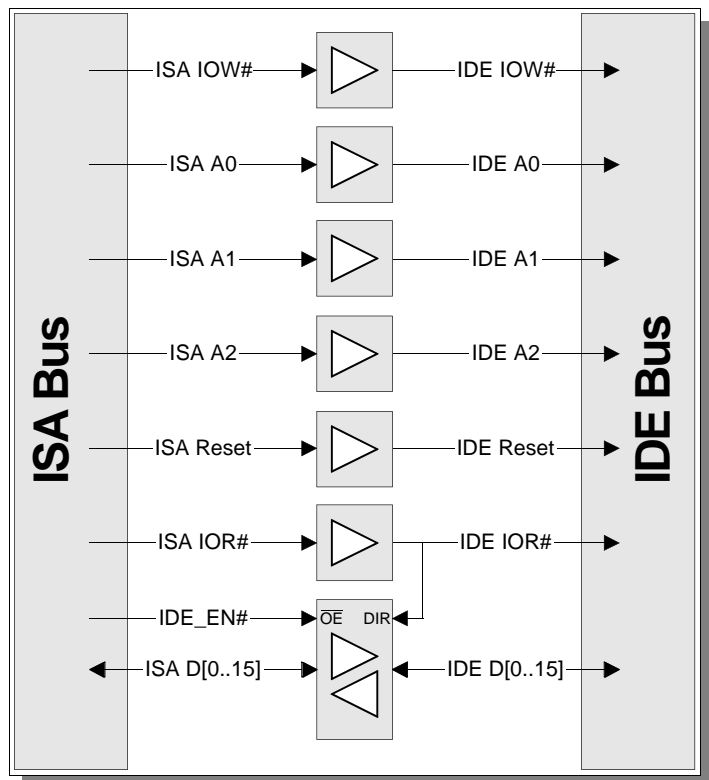 ISA Bus
IDE Bus
ISA IOW# IDE IOW#
ISA A0 IDE A0
ISA A1 IDE A1
ISA A2 IDE A2
ISA Reset IDE Reset
ISA IOR# IDE IOR#
IDE_EN# OE DIR
ISA D[0..15] IDE D[0..15]